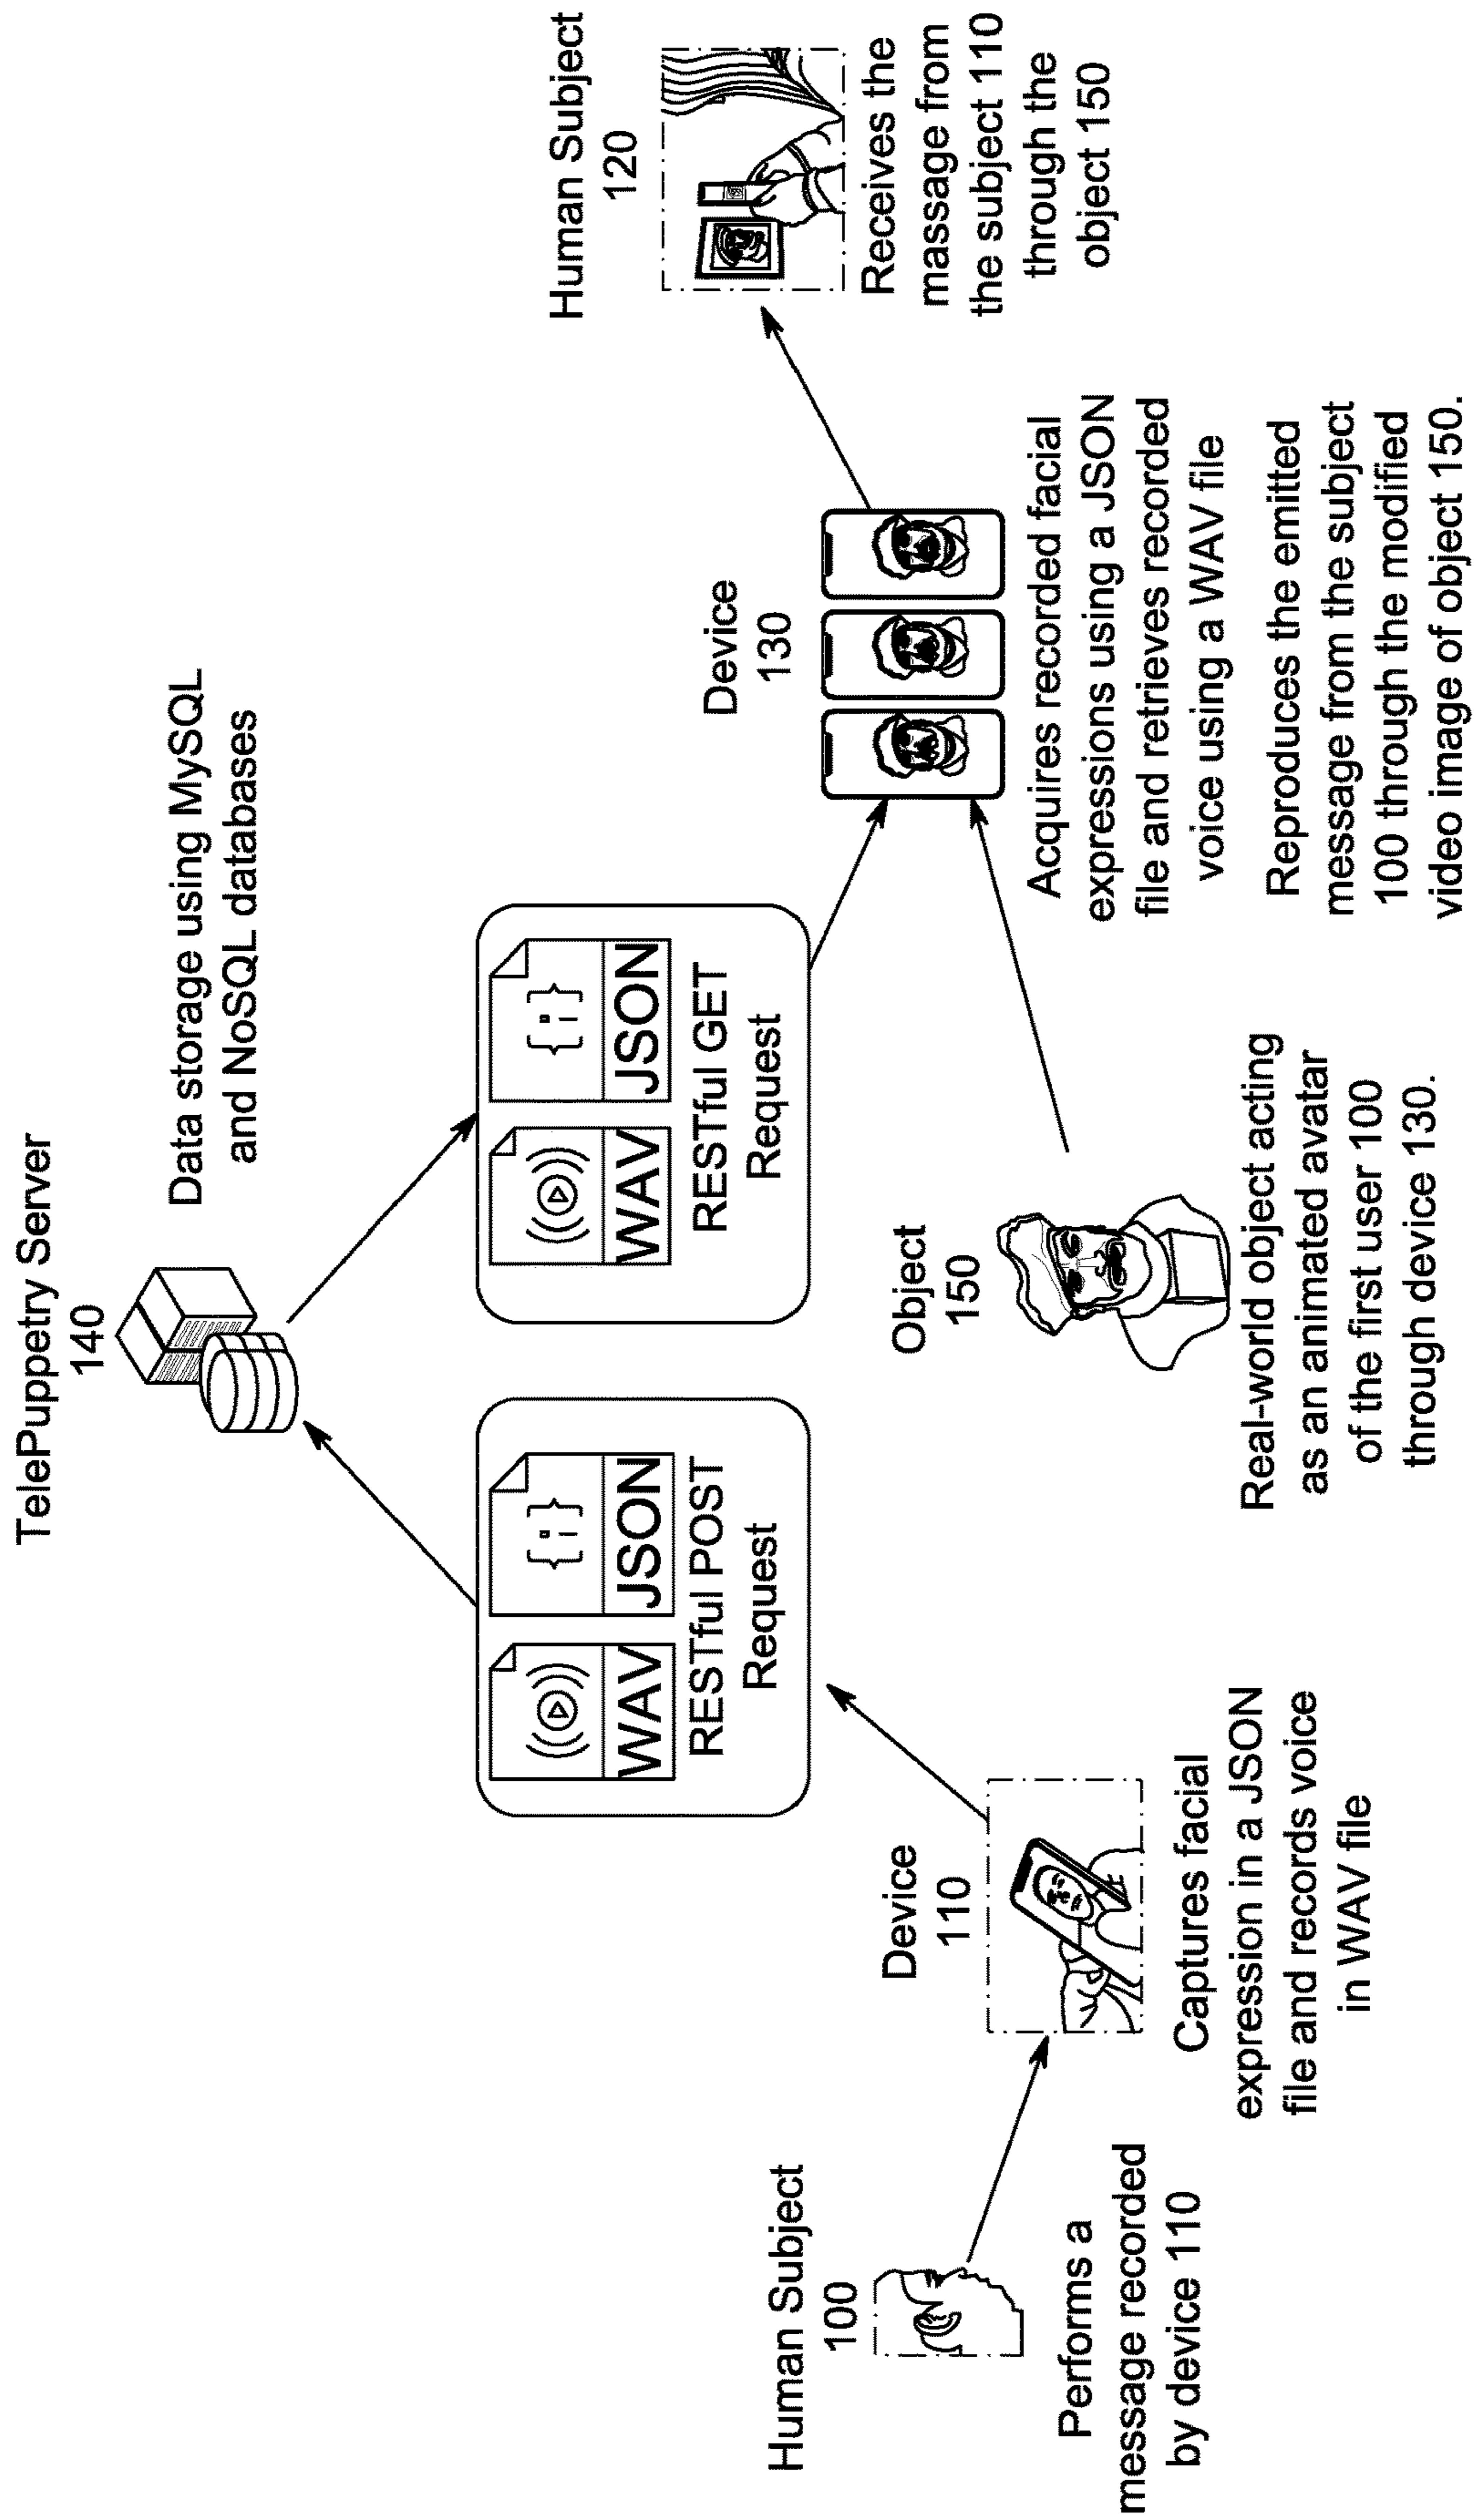 TelePuppetry Server
140
Data storage using MySQL
and NoSQL databases
WAV
JSON
RESTful POST
Request
WAV
JSON
RESTful GET
Request
Human Subject
100
Performs a
message recorded
by device 110
Device
110
Captures facial
expression in a JSON
file and records voice
in WAV file
Object
150
Real-world object acting
as an animated avatar
of the first user 100
through device 130.
Device
130
Acquires recorded facial
expressions using a JSON
file and retrieves recorded
voice using a WAV file
Reproduces the emitted
message from the subject
100 through the modified
video image of object 150.
Human Subject
120
Receives the
massage from
the subject 110
through the
object 150